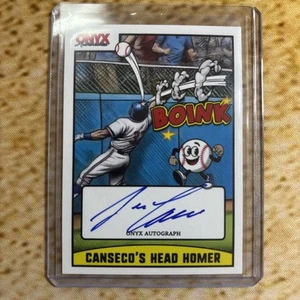 ONYX
BOINK
ONYX AUTOGRAPH
CANSECO'S HEAD HOMER